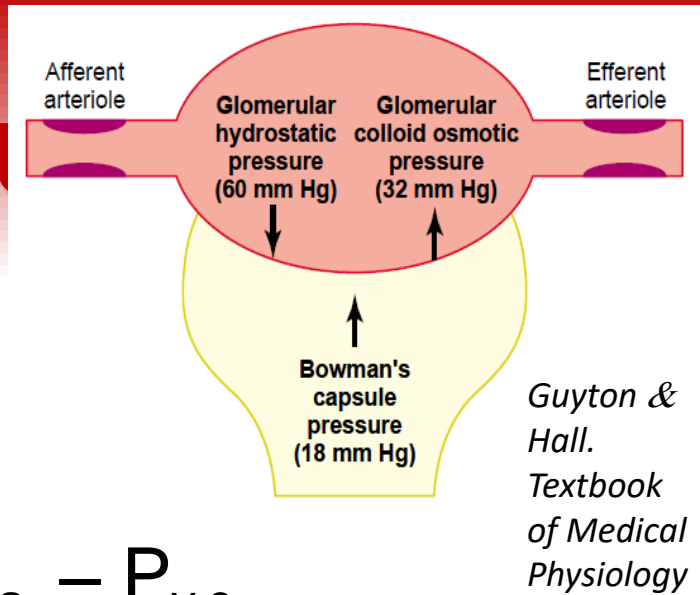 Afferent
arteriole
Efferent
arteriole
Glomerular
hydrostatic
pressure
(60 mm Hg)
Glomerular
colloid osmotic
pressure
(32 mm Hg)
Bowman's
capsule
pressure
(18 mm Hg)
Guyton &
Hall.
Textbook
of Medical
Physiology
– P